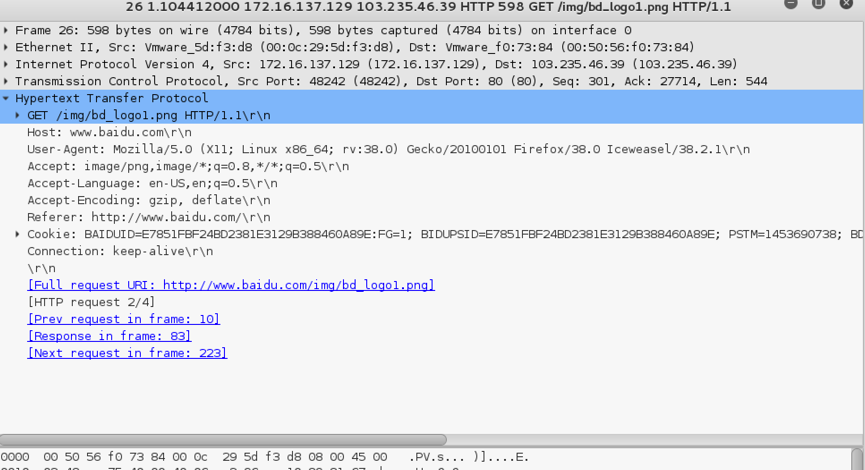 26 1.104412000 172.16.137.129 103.235.46.39 HTTP 598 GET /img/bd_logo1.png HTTP/1.1
Frame 26: 598 bytes on wire (4784 bits), 598 bytes captured (4784 bits) on interface 0
Ethernet II, Src: Vmware_5d:f3:d8 (00:0c:29:5d:f3:d8), Dst: Vmware_f0:73:84 (00:50:56:f0:73:84)
Internet Protocol Version 4, Src: 172.16.137.129 (172.16.137.129), Dst: 103.235.46.39 (103.235.46.39)
Transmission Control Protocol, Src Port: 48242 (48242), Dst Port: 80 (80), Seq: 301, Ack: 27714, Len: 544
Hypertext Transfer Protocol
GET /img/bd_logo1.png HTTP/1.1\r\n
Host: www.baidu.com\r\n
User-Agent: Mozilla/5.0 (X11; Linux x86_64; rv:38.0) Gecko/20100101 Firefox/38.0 Iceweasel/38.2.1\r\n
Accept: image/png,image/*;q=0.8,*/*;q=0.5\r\n
Accept-Language: en-US,en;q=0.5\r\n
Accept-Encoding: gzip, deflate\r\n
Referer: http://www.baidu.com/\r\n
Cookie: BAIDUID=E7851FBF24BD2381E3129B388460A89E:FG=1; BIDUPSID=E7851FBF24BD2381E3129B388460A89E; PSTM=1453690738; BD
Connection: keep-alive\r\n
\r\n
[Full request URI: http://www.baidu.com/img/bd_logo1.png]
[HTTP request 2/4]
[Prev request in frame: 10]
[Response in frame: 83]
[Next request in frame: 223]
0000 00 50 56 f0 73 84 00 0c 29 5d f3 d8 08 00 45 00 .PV.s... )]....E.